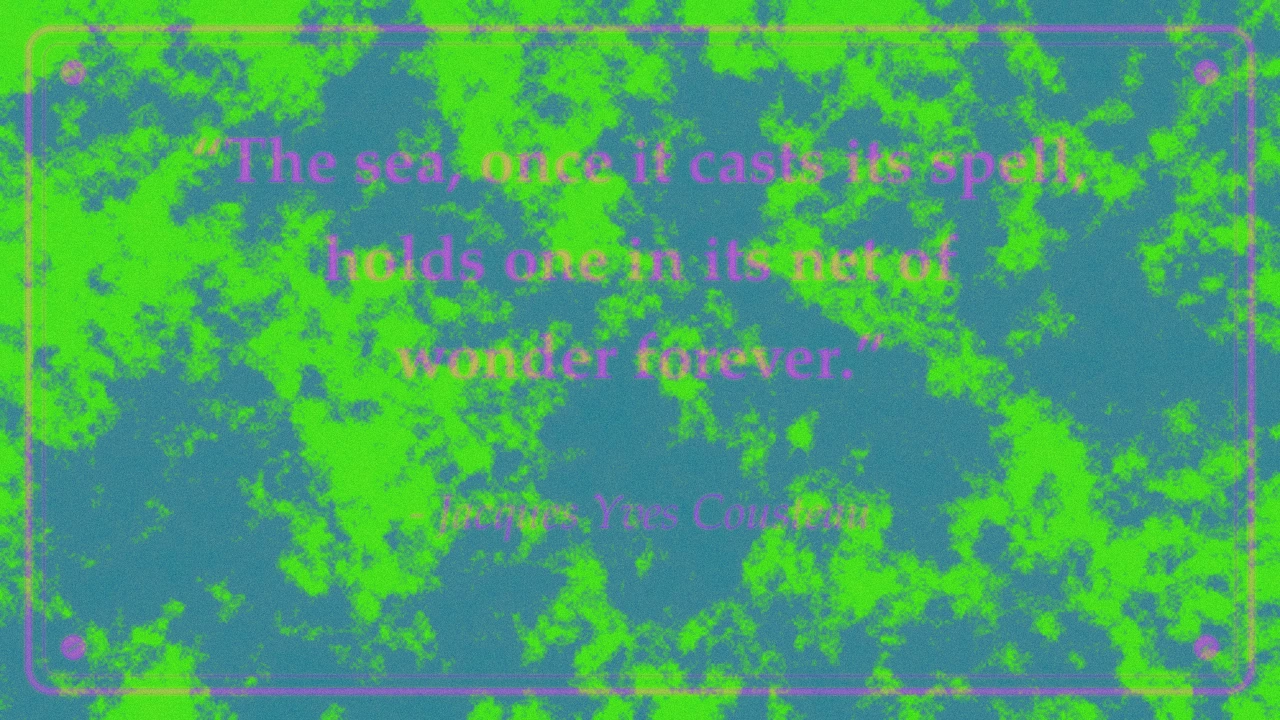 “The sea, once it casts its spell,
holds one in its net of
wonder forever.”
- Jacques Yves Cousteau